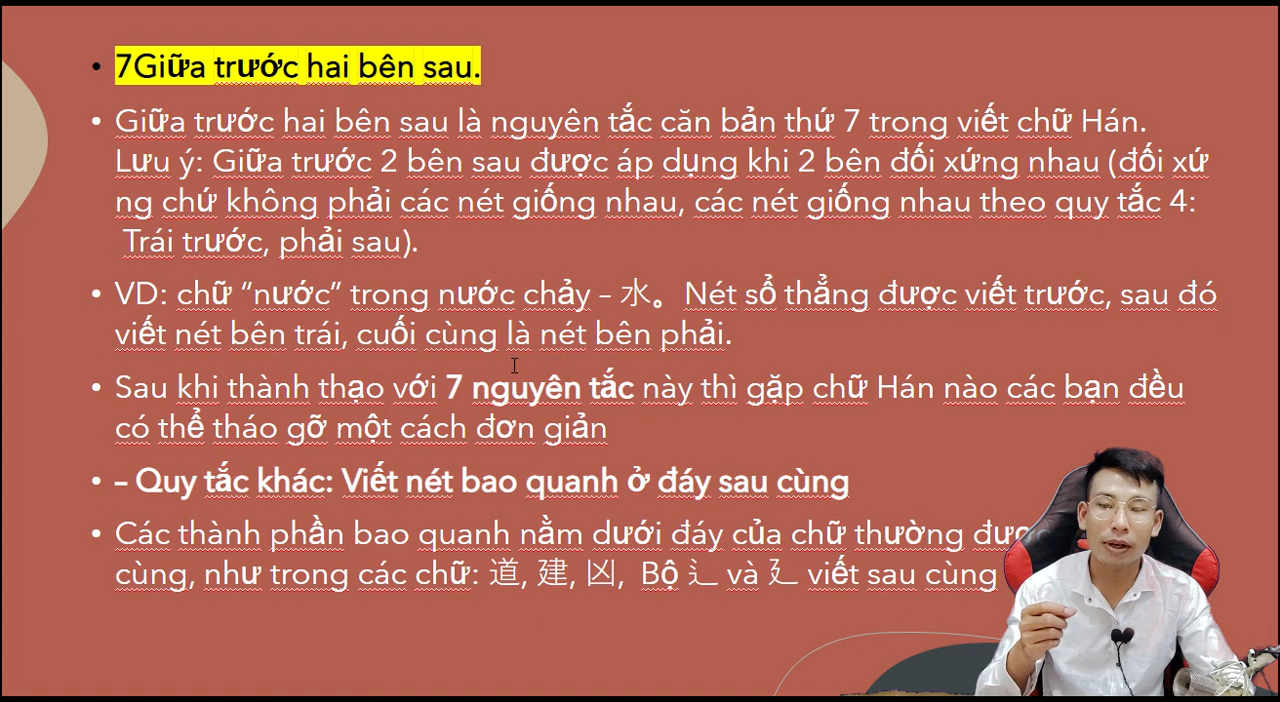 7Giữa trước hai bên sau.
Giữa trước hai bên sau là nguyên tắc căn bản thứ 7 trong viết chữ Hán.
Lưu ý: Giữa trước 2 bên sau được áp dụng khi 2 bên đối xứng nhau (đối xứ
ng chứ không phải các nét giống nhau, các nét giống nhau theo quy tắc 4:
Trái trước, phải sau).
VD: chữ “nước” trong nước chảy – 水。 Nét sổ thẳng được viết trước, sau đó
viết nét bên trái, cuối cùng là nét bên phải.
Sau khi thành thạo với 7 nguyên tắc này thì gặp chữ Hán nào các bạn đều
có thể tháo gỡ một cách đơn giản
– Quy tắc khác: Viết nét bao quanh ở đáy sau cùng
Các thành phần bao quanh nằm dưới đáy của chữ thường
cùng, như trong các chữ: 道, 建, 凶, Bộ 辶 và 廴 viết sau cùng